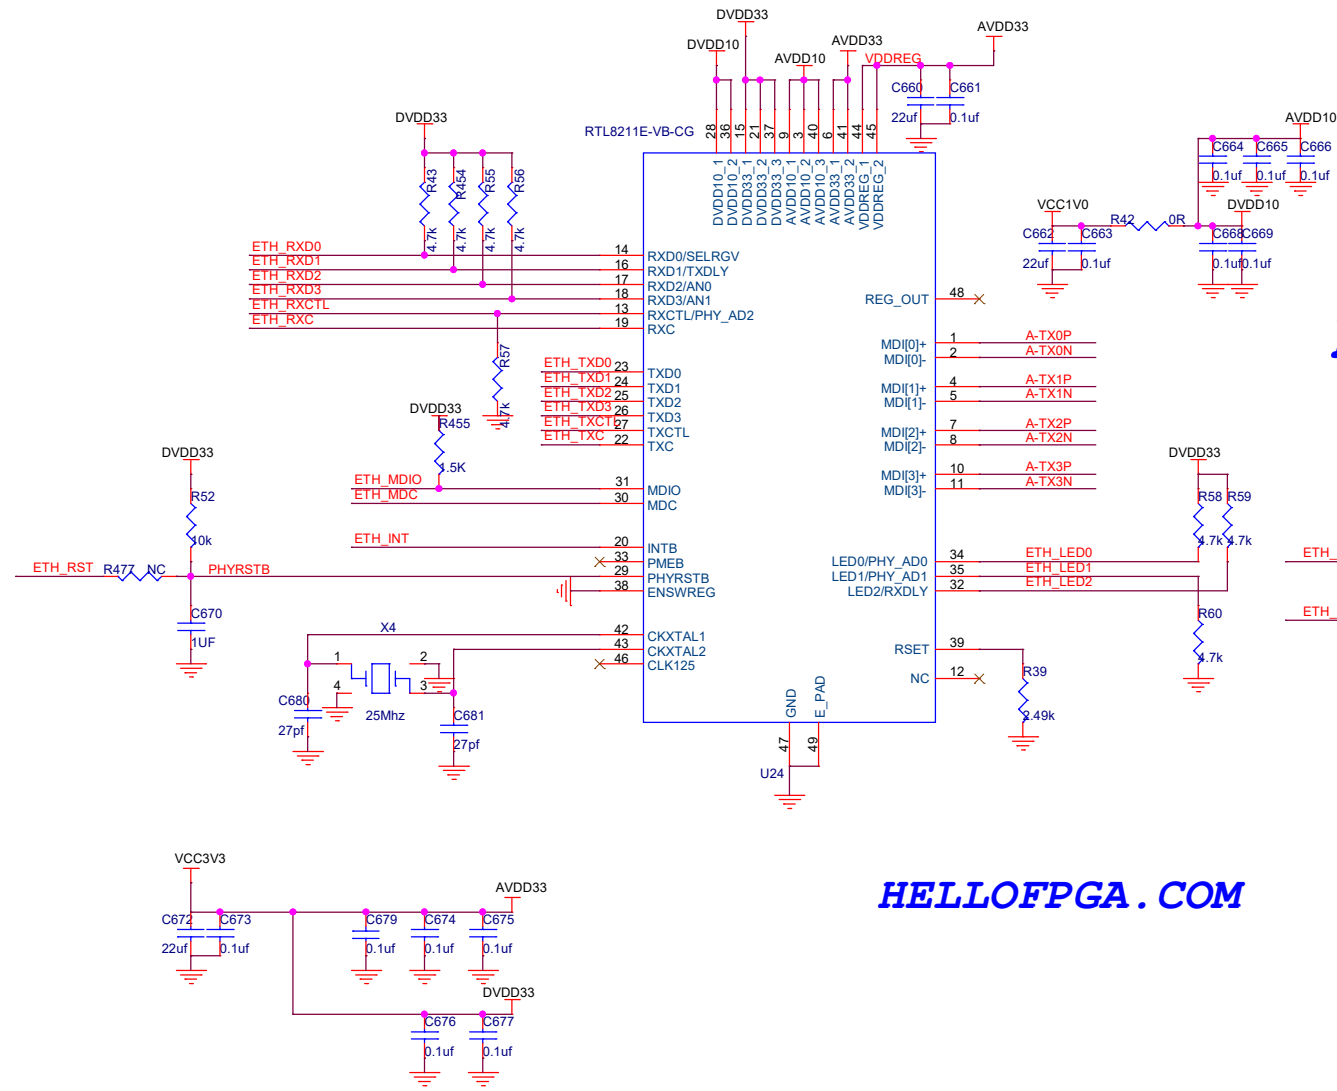 DVDD33
DVDD10
AVDD33
AVDD33
AVDD10
VDDREG
C660
C661
22uf
0.1uf
DVDD33
RTL8211E-VB-CG
28
36
15
21
37
9
3
40
6
41
44
45
AVDD10
C664
C665
C666
0.1uf
0.1uf
0.1uf
DVDD10_1
DVDD10_2
DVDD33_1
DVDD33_2
DVDD33_3
AVDD10_1
AVDD10_2
AVDD10_3
AVDD33_1
AVDD33_2
VDDREG_1
VDDREG_2
R43
R454
R55
R56
4.7k
4.7k
4.7k
4.7k
VCC1V0
R42
0R
DVDD10
C662
C663
22uf
0.1uf
C668
C669
0.1uf
0.1uf
ETH_RXD0 14 RXD0/SELRGV
ETH_RXD1 16 RXD1/TXDLY
ETH_RXD2 17 RXD2/AN0
ETH_RXD3 18 RXD3/AN1
ETH_RXCTL 13 RXCTL/PHY_AD2
ETH_RXC 19 RXC
REG_OUT 48
MDI[0]+ 1 A-TX0P
MDI[0]- 2 A-TX0N
R57
4.7k
ETH_TXD0 23 TXD0
ETH_TXD1 24 TXD1
ETH_TXD2 25 TXD2
ETH_TXD3 26 TXD3
ETH_TXCTL 27 TXCTL
ETH_TXC 22 TXC
MDI[1]+ 4 A-TX1P
MDI[1]- 5 A-TX1N
MDI[2]+ 7 A-TX2P
MDI[2]- 8 A-TX2N
MDI[3]+ 10 A-TX3P
MDI[3]- 11 A-TX3N
DVDD33
R455
1.5K
DVDD33
R52
10k
ETH_MDIO 31 MDIO
ETH_MDC 30 MDC
DVDD33
R58
R59
4.7k
4.7k
ETH_INT 20 INTB
33 PMEB
ETH_RST R477 NC PHYRSTB 29 PHYRSTB
38 ENSWREG
LED0/PHY_AD0 34 ETH_LED0
LED1/PHY_AD1 35 ETH_LED1
LED2/RXDLY 32 ETH_LED2
ETH_
ETH_
C670
1UF
R60
4.7k
X4
42 CKXTAL1
43 CKXTAL2
46 CLK125
1
2
4
3
25Mhz
C680
27pf
C681
27pf
RSET 39
NC 12
R39
2.49k
GND
E_PAD
47
49
U24
VCC3V3
AVDD33
C672
C673
C679
C674
C675
22uf
0.1uf
0.1uf
0.1uf
0.1uf
DVDD33
C676
C677
0.1uf
0.1uf
HELLOFPGA.COM